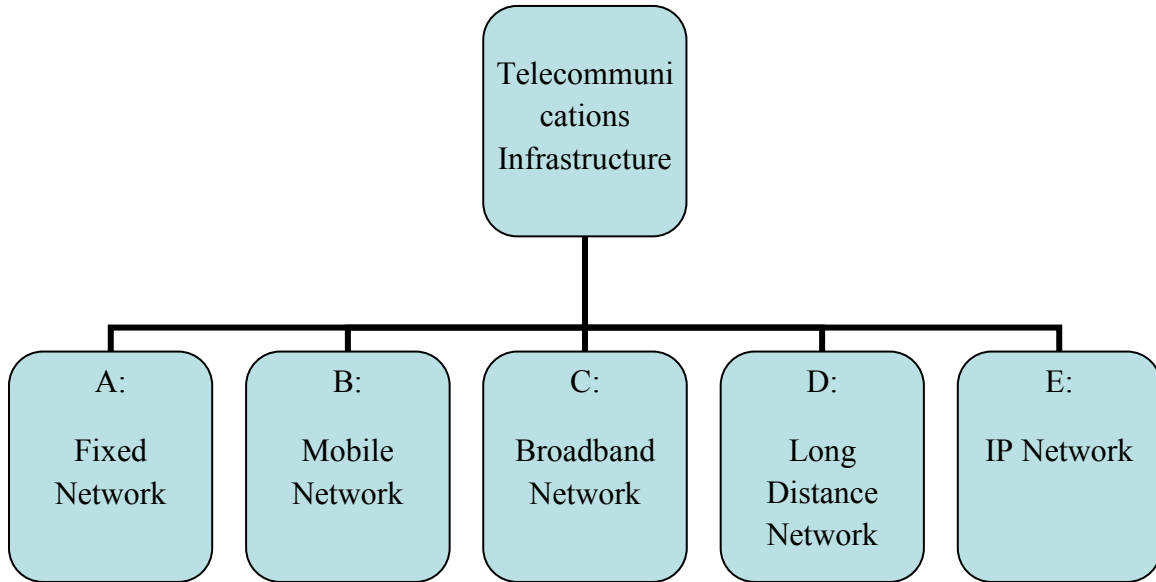 Telecommuni
cations
Infrastructure
A:
Fixed
Network
B:
Mobile
Network
C:
Broadband
Network
D:
Long
Distance
Network
E:
IP Network